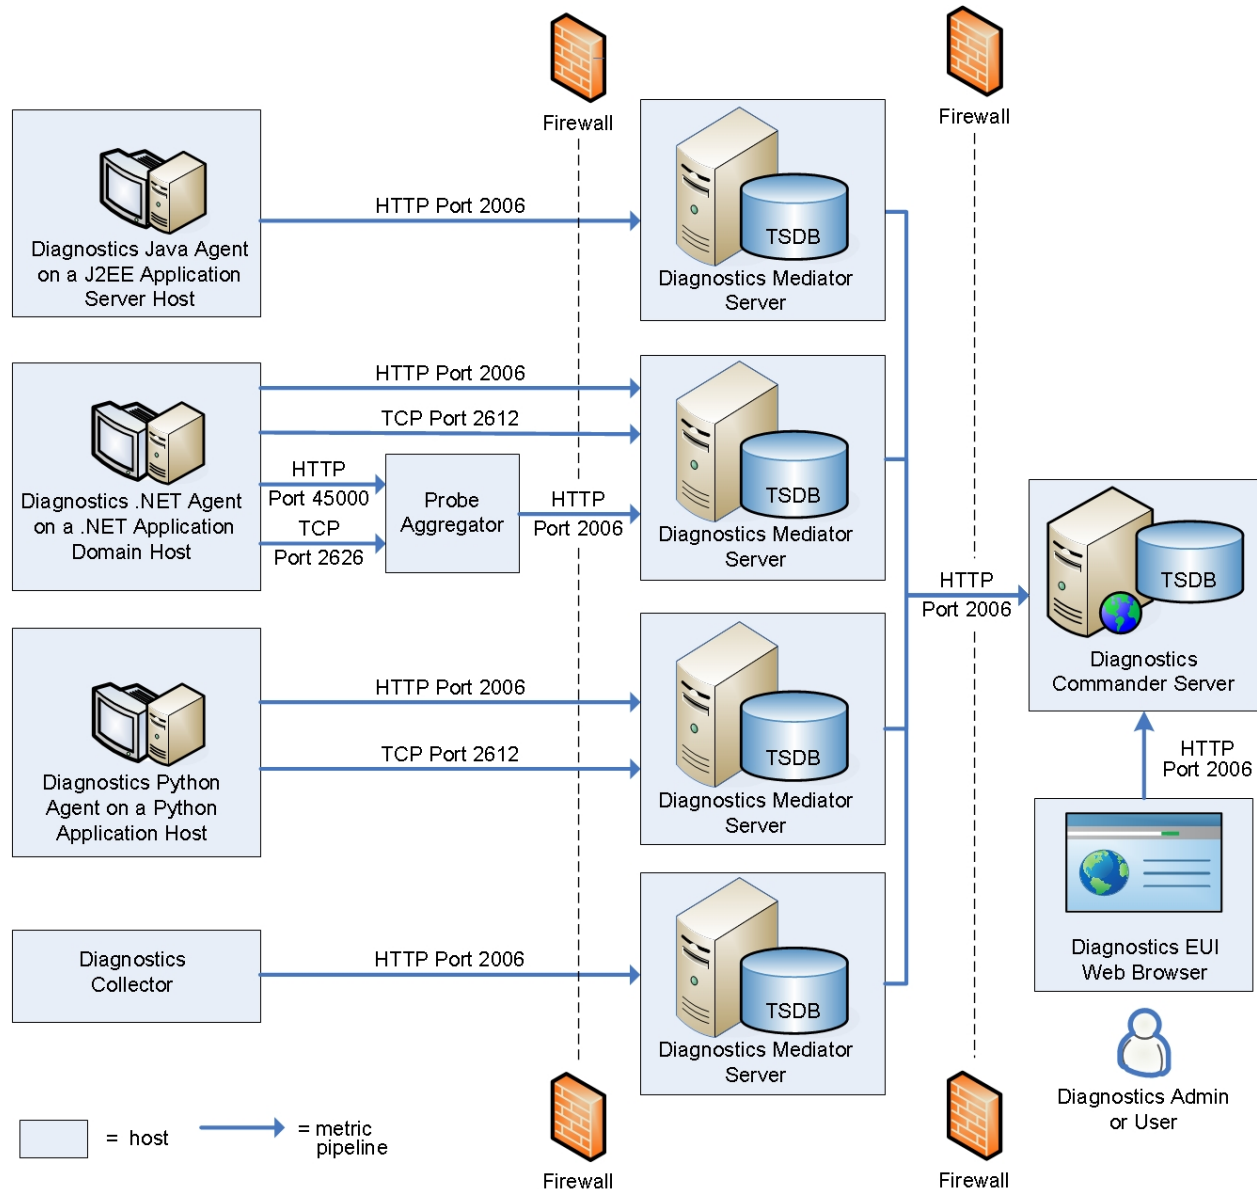 Firewall
Firewall
Diagnostics Java Agent
on a J2EE Application
Server Host
HTTP Port 2006
TSDB
Diagnostics Mediator
Server
Diagnostics .NET Agent
on a .NET Application
Domain Host
HTTP Port 2006
TCP Port 2612
HTTP
Port 45000
TCP
Port 2626
Probe
Aggregator
HTTP
Port 2006
TSDB
Diagnostics Mediator
Server
HTTP
Port 2006
TSDB
Diagnostics
Commander Server
Diagnostics Python
Agent on a Python
Application Host
HTTP Port 2006
TCP Port 2612
TSDB
Diagnostics Mediator
Server
HTTP
Port 2006
Diagnostics EUI
Web Browser
Diagnostics
Collector
HTTP Port 2006
TSDB
Diagnostics Mediator
Server
Diagnostics Admin
or User
= host
= metric
pipeline
Firewall
Firewall